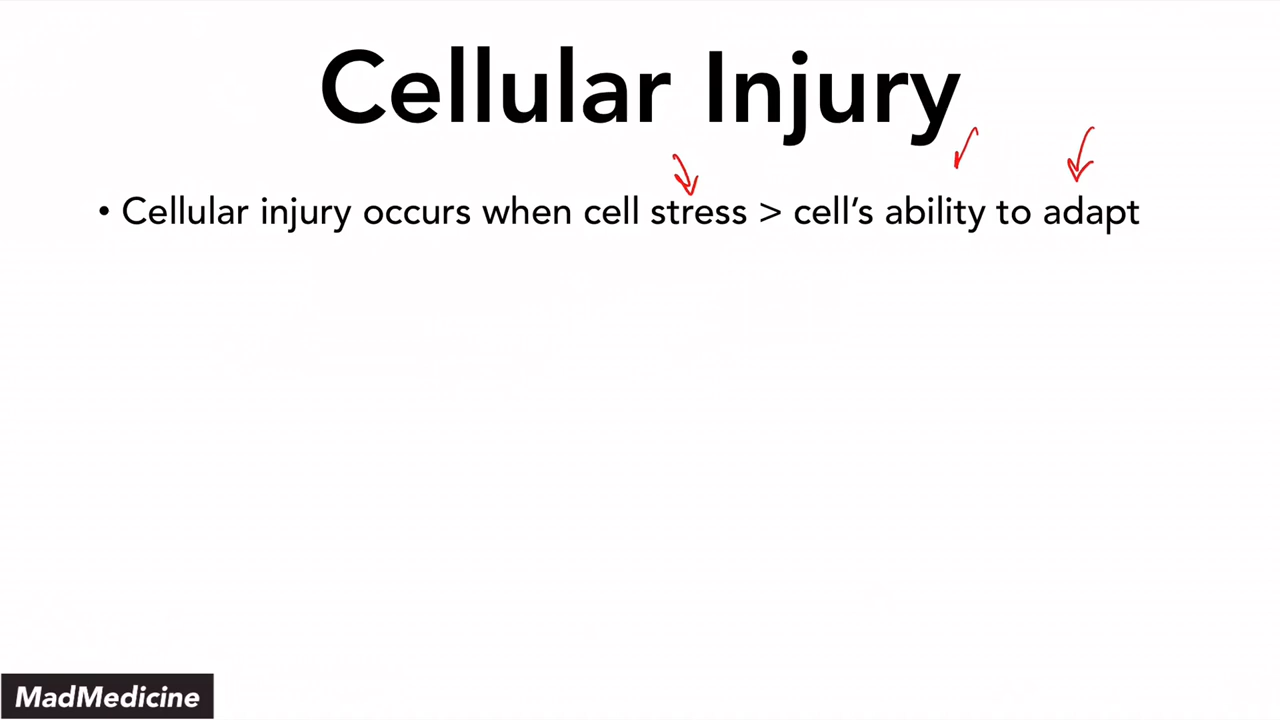 Cellular Injury
• Cellular injury occurs when cell stress > cell’s ability to adapt
MadMedicine